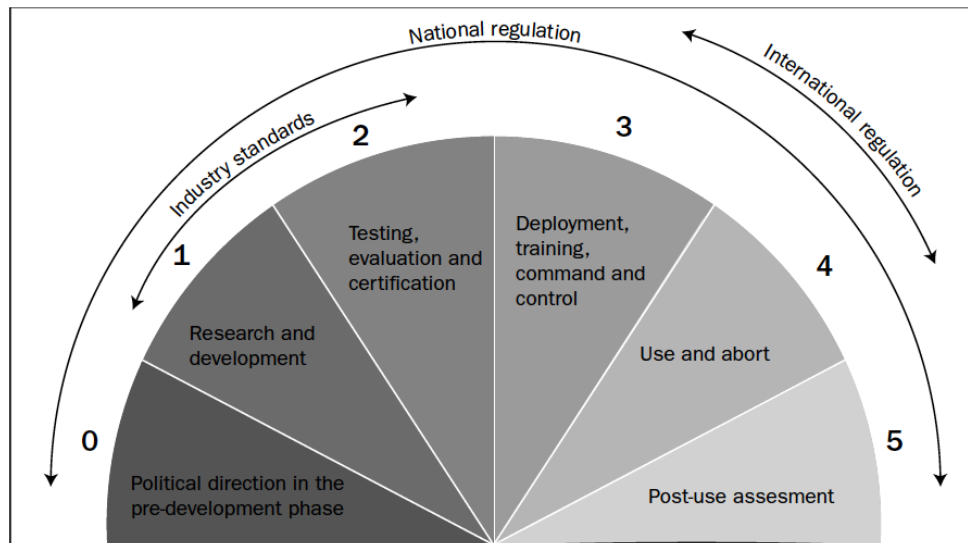 National regulation
International regulation
Industry standards
0
1
2
3
4
5
Political direction in the
pre-development phase
Research and
development
Testing,
evaluation and
certification
Deployment,
training,
command and
control
Use and abort
Post-use assesment